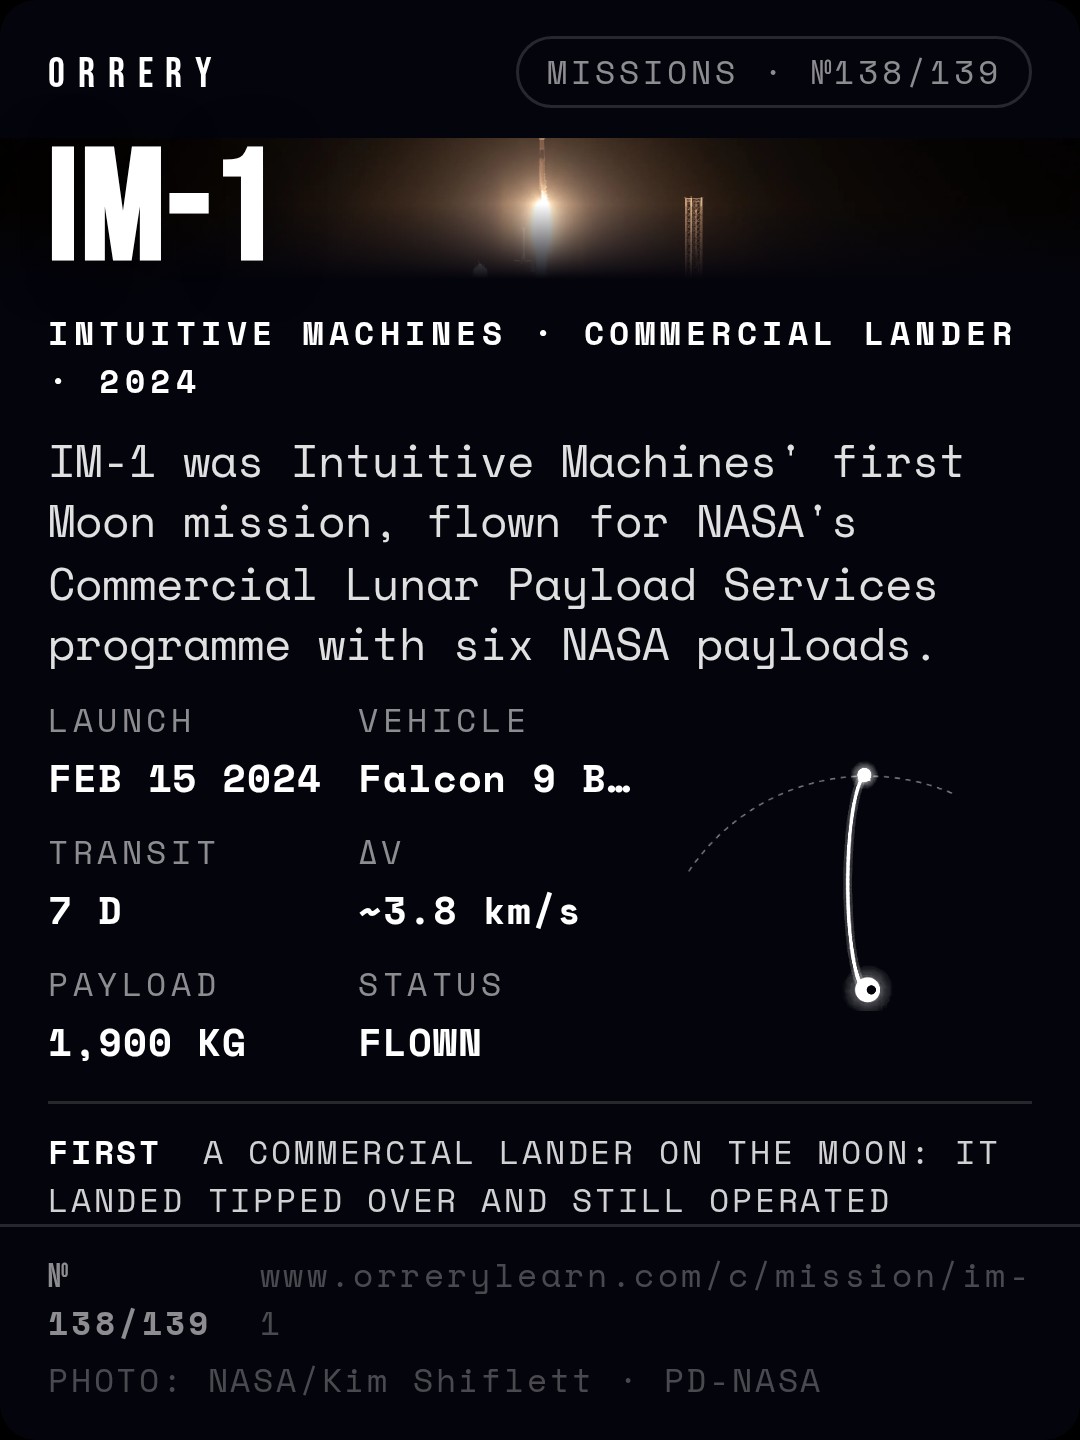 ORRERY
MISSIONS · №138/139
IM-1
INTUITIVE MACHINES · COMMERCIAL LANDER
· 2024
IM-1 was Intuitive Machines' first
Moon mission, flown for NASA's
Commercial Lunar Payload Services
programme with six NASA payloads.
LAUNCH VEHICLE
FEB 15 2024 Falcon 9 B…
TRANSIT ΔV
7 D ~3.8 km/s
PAYLOAD STATUS
1,900 KG FLOWN
FIRST A COMMERCIAL LANDER ON THE MOON: IT
LANDED TIPPED OVER AND STILL OPERATED
№ www.orrerylearn.com/c/mission/im-
138/139 1
PHOTO: NASA/Kim Shiflett · PD-NASA